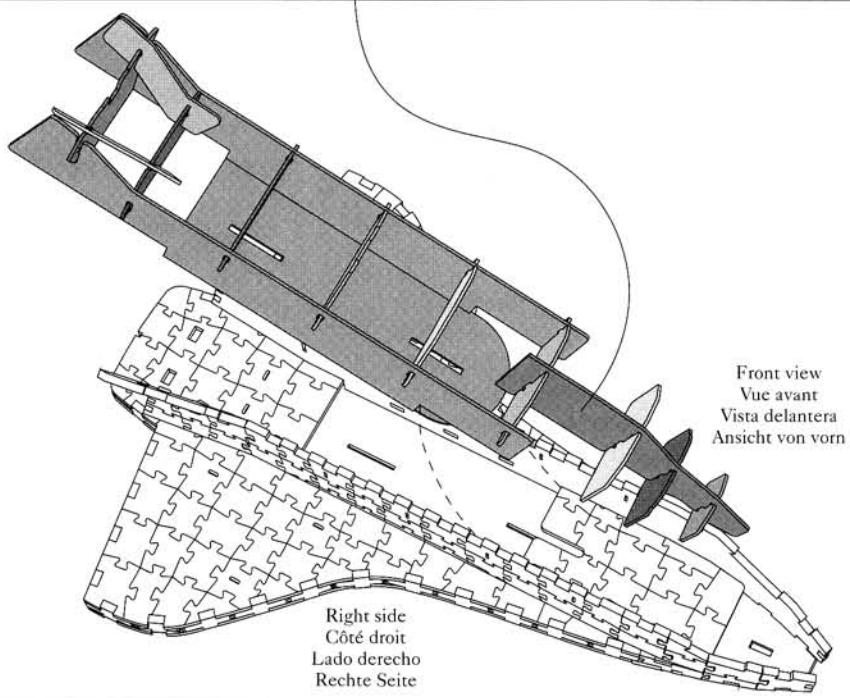 Front view
Vue avant
Vista delantera
Ansicht von vorn
Right side
Côté droit
Lado derecho
Rechte Seite